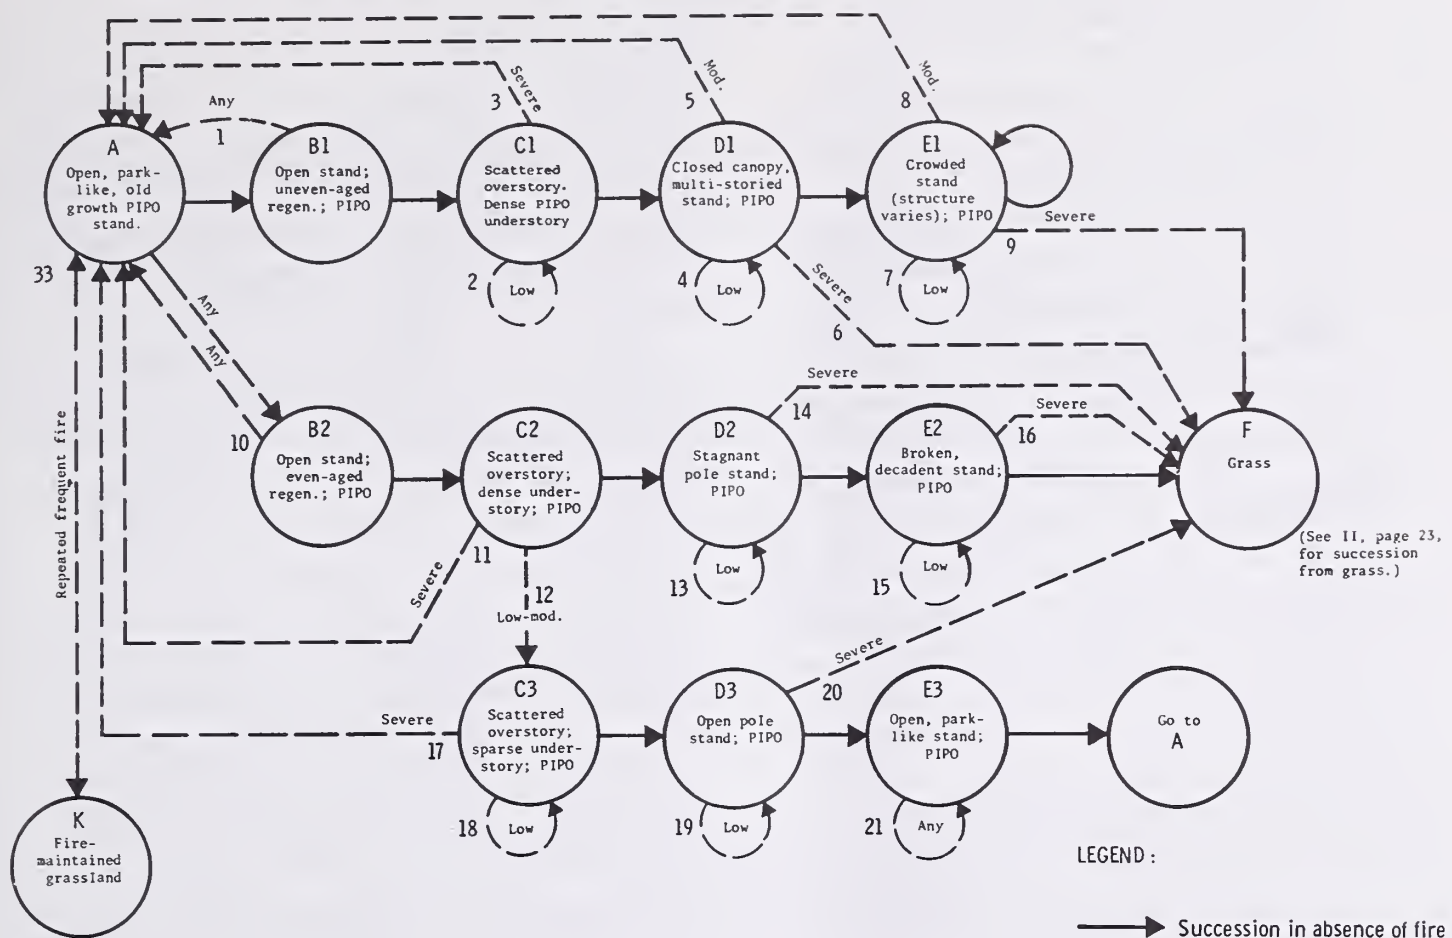 Severe
3
Mod.
5
Mod.
8
Any
1
A
Open, park-
like, old
growth PIPO
stand.
B1
Open stand;
uneven-aged
regen.; PIPO
C1
Scattered
overstory.
Dense PIPO
understory
D1
Closed canopy,
multi-storied
stand; PIPO
E1
Crowded
stand
(structure
varies); PIPO
Severe
9
33
2
Low
4
Low
7
Low
Severe
6
Any
Any
10
Repeated frequent fire
Severe
14
Severe
16
B2
Open stand;
even-aged
regen.; PIPO
C2
Scattered
overstory;
dense under-
story; PIPO
D2
Stagnant
pole stand;
PIPO
E2
Broken,
decadent stand;
PIPO
F
Grass
(See II, page 23,
for succession
from grass.)
Severe
11
12
Low-mod.
13
Low
15
Low
Severe
17
C3
Scattered
overstory;
sparse under-
story; PIPO
D3
Open pole
stand; PIPO
Severe
20
E3
Open, park-
like stand;
PIPO
Go to
A
18
Low
19
Low
21
Any
K
Fire-
maintained
grassland
LEGEND:
Succession in absence of fire